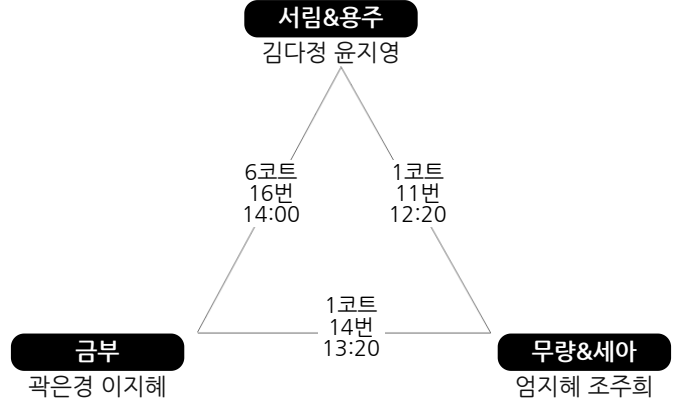 서림&용주
김다정 윤지영
6코트
16번
14:00
1코트
11번
12:20
1코트
14번
13:20
금부
곽은경 이지혜
무량&세아
엄지혜 조주희